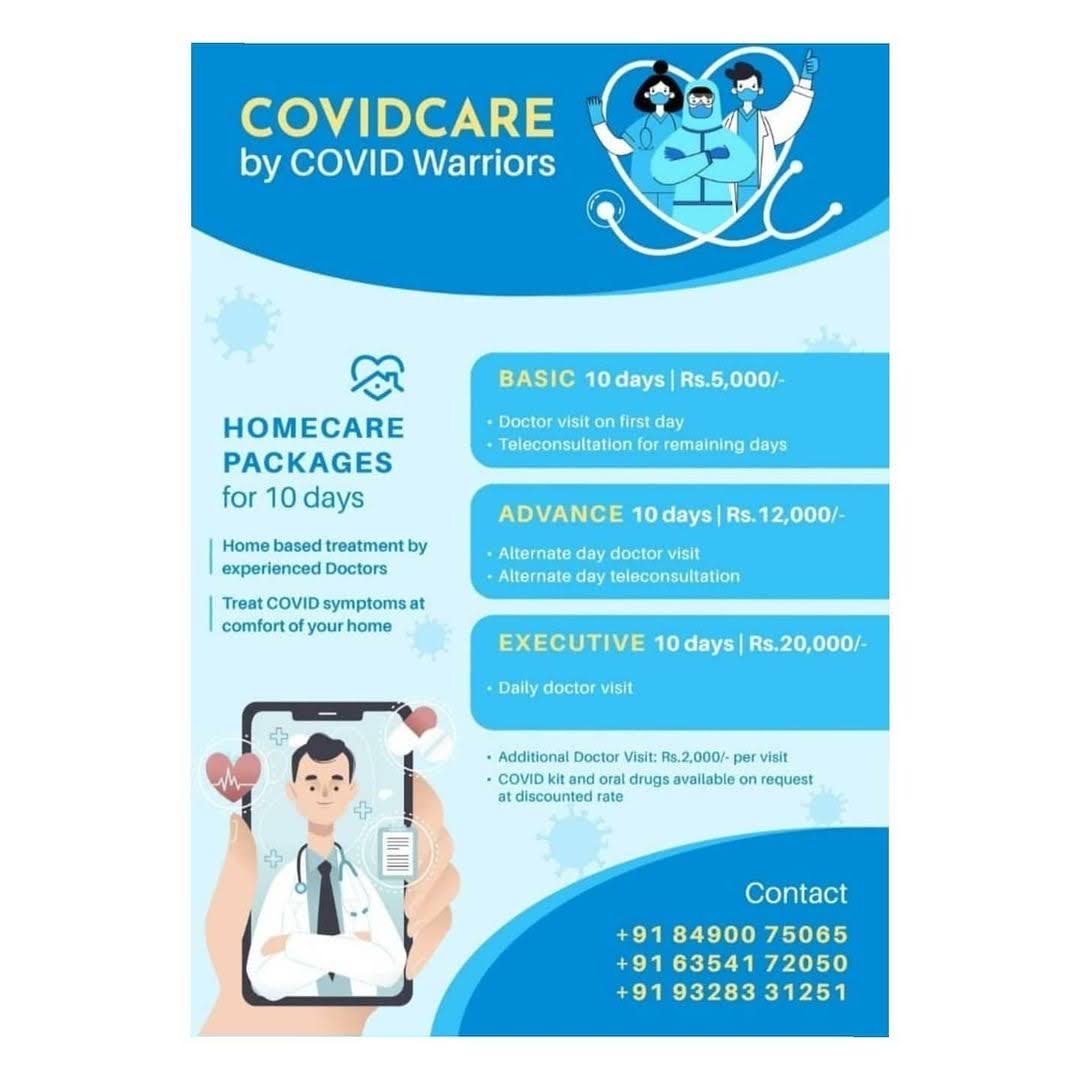 COVIDCARE
by COVID Warriors
HOMECARE
PACKAGES
for 10 days
Home based treatment by
experienced Doctors
Treat COVID symptoms at
comfort of your home
BASIC 10 days | Rs.5,000/-
• Doctor visit on first day
• Teleconsultation for remaining days
ADVANCE 10 days | Rs.12,000/-
• Alternate day doctor visit
• Alternate day teleconsultation
EXECUTIVE 10 days | Rs.20,000/-
• Daily doctor visit
• Additional Doctor Visit: Rs.2,000/- per visit
• COVID kit and oral drugs available on request
at discounted rate
Contact
+91 84900 75065
+91 63541 72050
+91 93283 31251